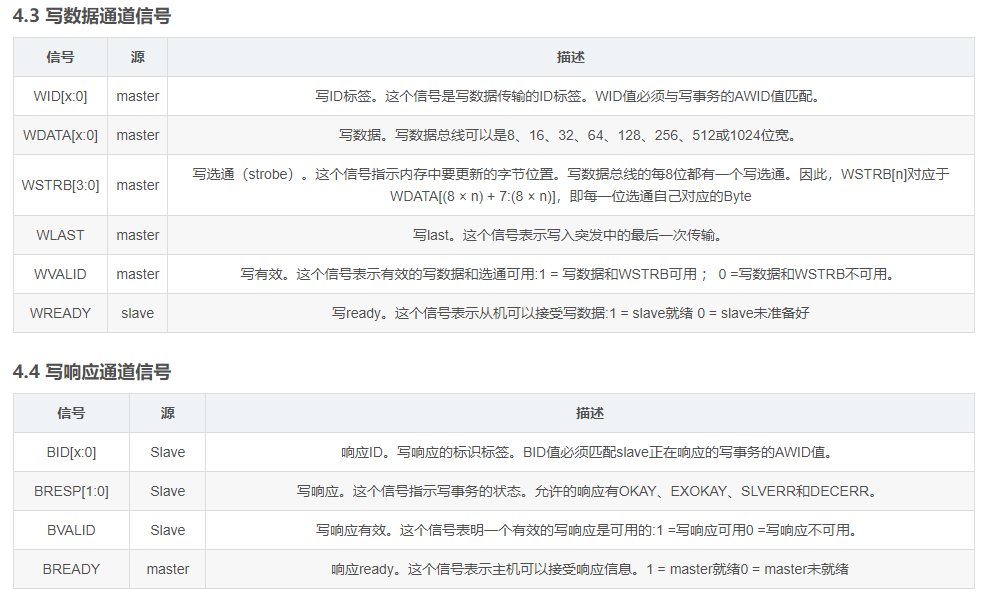 4.3 写数据通道信号
信号 源 描述
WID[x:0] master 写ID标签。这个信号是写数据传输的ID标签。WID值必须与写事务的AWID值匹配。
WDATA[x:0] master 写数据。写数据总线可以是8、16、32、64、128、256、512或1024位宽。
WSTRB[3:0] master 写选通（strobe）。这个信号指示内存中要更新的字节位置。写数据总线的每8位都有一个写选通。因此，WSTRB[n]对应于
WDATA[(8 × n) + 7:(8 × n)]，即每一位选通自己对应的Byte
WLAST master 写last。这个信号表示写入突发中的最后一次传输。
WVALID master 写有效。这个信号表示有效的写数据和选通可用:1 = 写数据和WSTRB可用 ； 0 =写数据和WSTRB不可用。
WREADY slave 写ready。这个信号表示从机可以接受写数据:1 = slave就绪 0 = slave未准备好
4.4 写响应通道信号
信号 源 描述
BID[x:0] Slave 响应ID。写响应的标识标签。BID值必须匹配slave正在响应的写事务的AWID值。
BRESP[1:0] Slave 写响应。这个信号指示写事务的状态。允许的响应有OKAY、EXOKAY、SLVERR和DECERR。
BVALID Slave 写响应有效。这个信号表明一个有效的写响应是可用的:1 =写响应可用0 =写响应不可用。
BREADY master 响应ready。这个信号表示主机可以接受响应信息。1 = master就绪0 = master未就绪